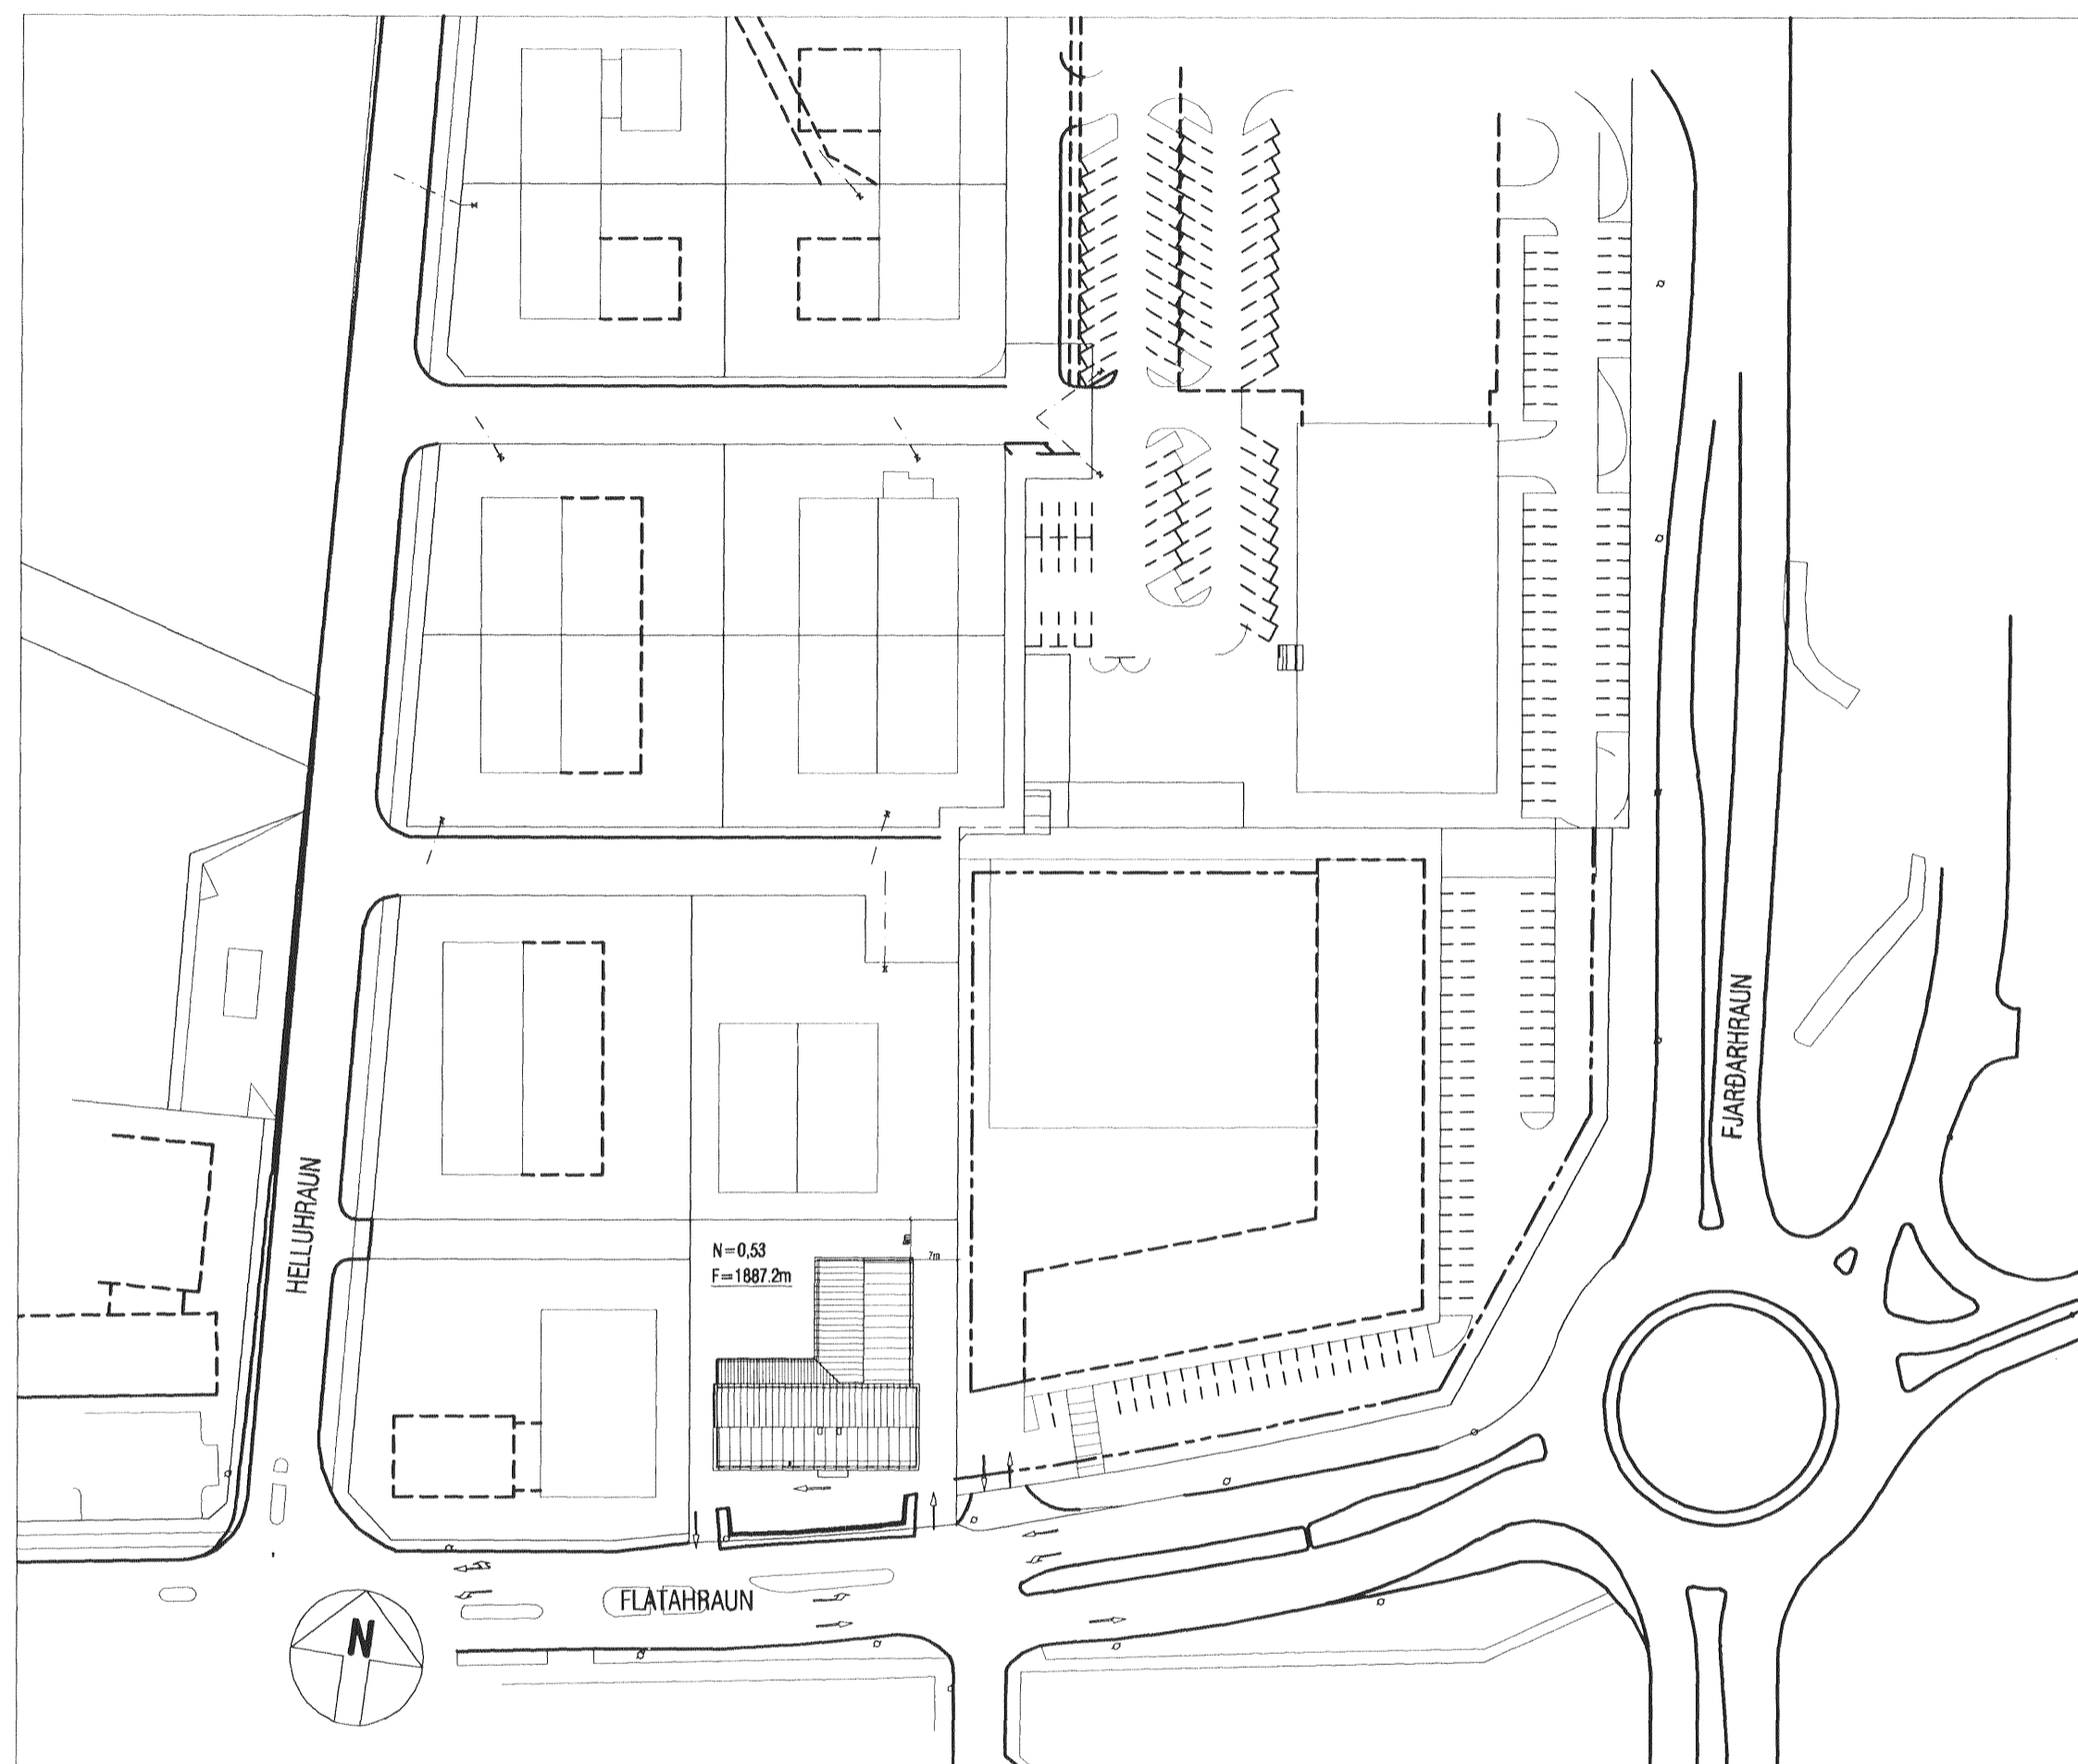 FJARÐARHRAUN
HELLUHRAUN
N=0,53
F=1887.2m
7m
FLATAHRAUN
N